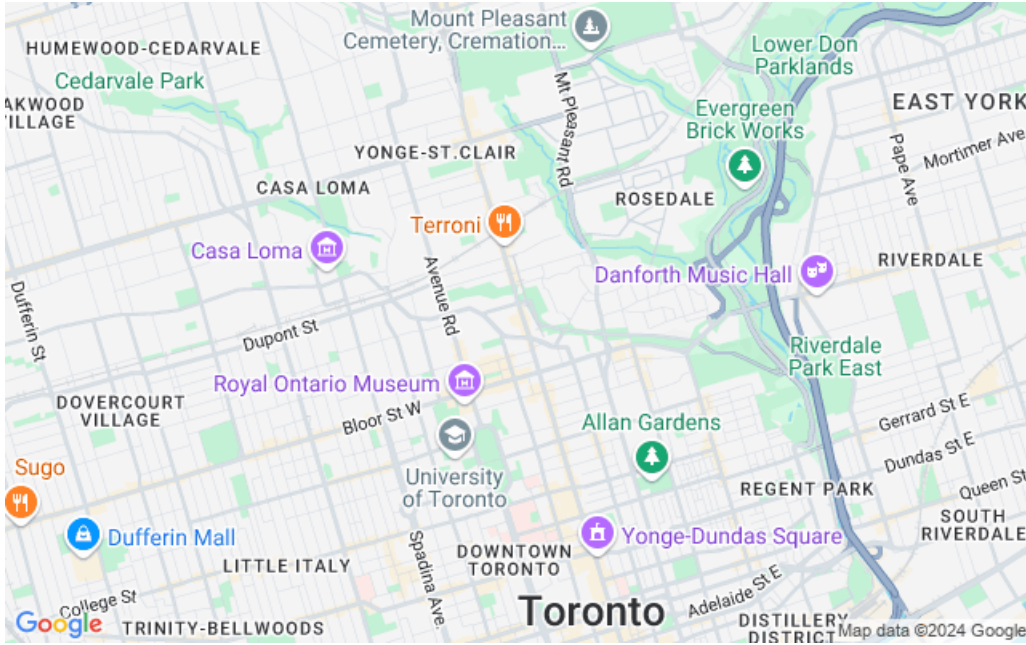 Mount Pleasant
Cemetery, Cremation...
HUMEWOOD-CEDARVALE
Lower Don
Parklands
Cedarvale Park
OAKWOOD
VILLAGE
Mt Pleasant Rd
Evergreen
Brick Works
EAST YORK
Pape Ave
Mortimer Ave
YONGE-ST.CLAIR
CASA LOMA
ROSEDALE
Terroni
Casa Loma
Danforth Music Hall
RIVERDALE
Dufferin St
Avenue Rd
Dupont St
Riverdale
Park East
Royal Ontario Museum
DOVERCOURT
VILLAGE
Bloor St W
Allan Gardens
Gerrard St E
Dundas St E
Sugo
University
of Toronto
REGENT PARK
Queen St
SOUTH
RIVERDALE
Dufferin Mall
Yonge-Dundas Square
LITTLE ITALY
Spadina Ave.
DOWNTOWN
TORONTO
College St
Adelaide St E
Toronto
DISTILLERY
DISTRICT
Google
TRINITY-BELLWOODS
Map data ©2024 Google